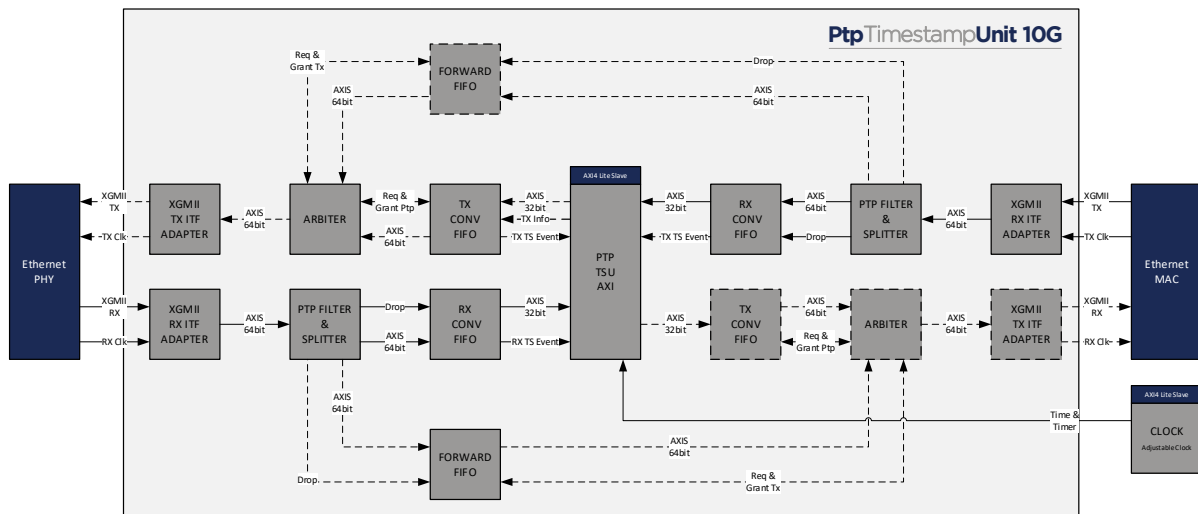 PtpTimestampUnit 10G
Req &
Grant Tx
FORWARD
FIFO
Drop
AXIS
64bit
AXIS
64bit
AXI4 Lite Slave
XGMII
TX
TX Clk
XGMII
TX ITF
ADAPTER
AXIS
64bit
ARBITER
Req &
Grant Ptp
AXIS
64bit
TX
CONV
FIFO
AXIS
32bit
TX Info
TX TS Event
PTP
TSU
AXI
AXIS
32bit
TX TS Event
RX
CONV
FIFO
AXIS
64bit
Drop
PTP FILTER
&
SPLITTER
AXIS
64bit
XGMII
RX ITF
ADAPTER
XGMII
TX
TX Clk
Ethernet
PHY
Ethernet
MAC
XGMII
RX
RX Clk
XGMII
RX ITF
ADAPTER
AXIS
64bit
PTP FILTER
&
SPLITTER
Drop
AXIS
64bit
RX
CONV
FIFO
AXIS
32bit
RX TS Event
AXIS
32bit
TX
CONV
FIFO
AXIS
64bit
Req &
Grant Ptp
ARBITER
AXIS
64bit
XGMII
TX ITF
ADAPTER
XGMII
RX
RX Clk
AXIS
64bit
Time &
Timer
AXI4 Lite Slave
CLOCK
Adjustable Clock
FORWARD
FIFO
AXIS
64bit
Drop
Req &
Grant Tx